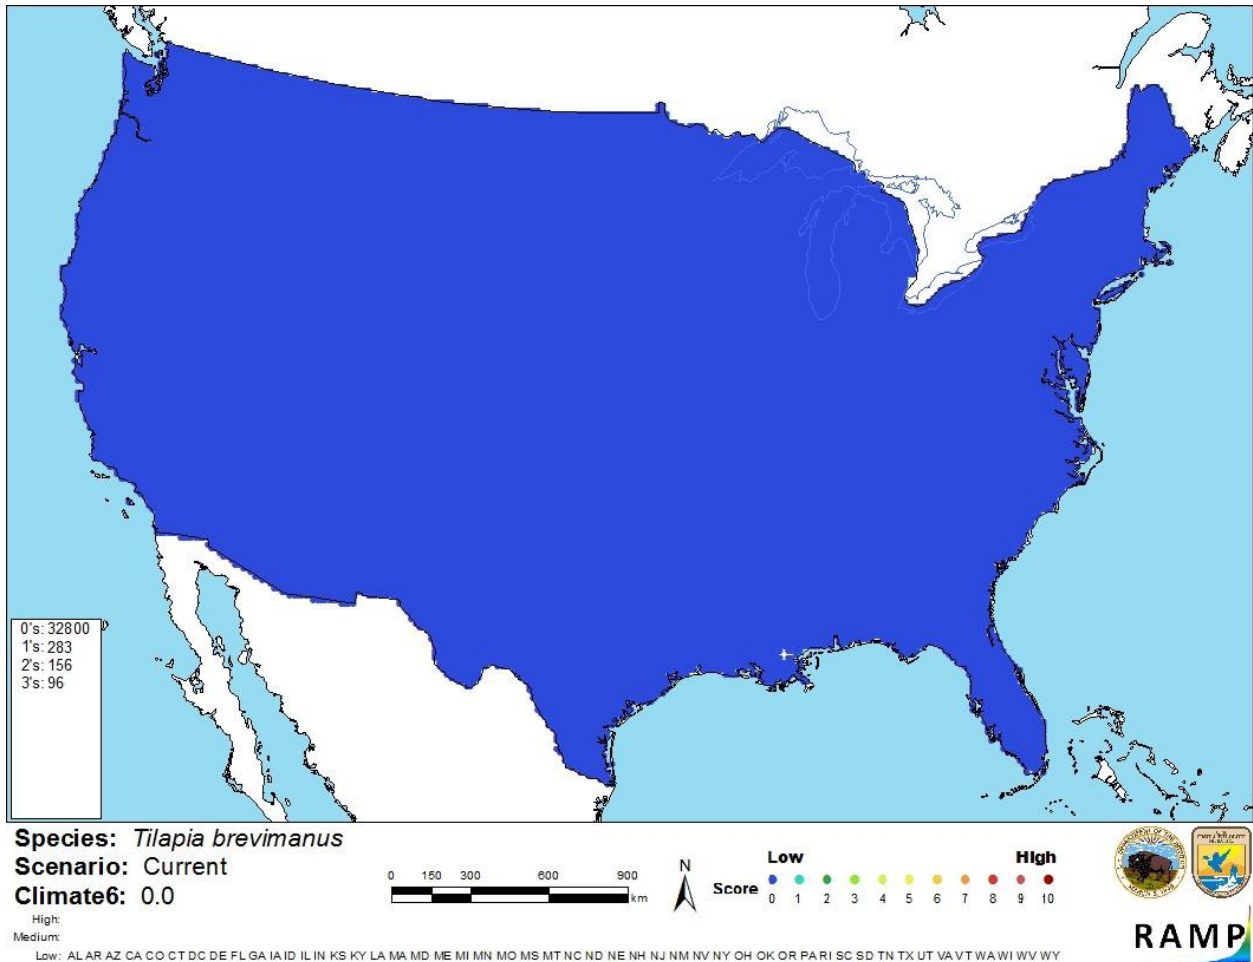 0's: 32800
1's: 283
2's: 156
3's: 96
Species: Tilapia brevimanus
Scenario: Current
Climate6: 0.0
High:
Medium:
Low: AL AR AZ CA CO CT DC DE FL GA IA ID IL IN KS KY LA MA MD ME MI MN MO MS MT NC ND NE NH NJ NM NV NY OH OK OR PA RI SC SD TN TX UT VA VT WA WI WV WY
0 150 300 600 900
km
N
Low High
Score 0 1 2 3 4 5 6 7 8 9 10
RAMP